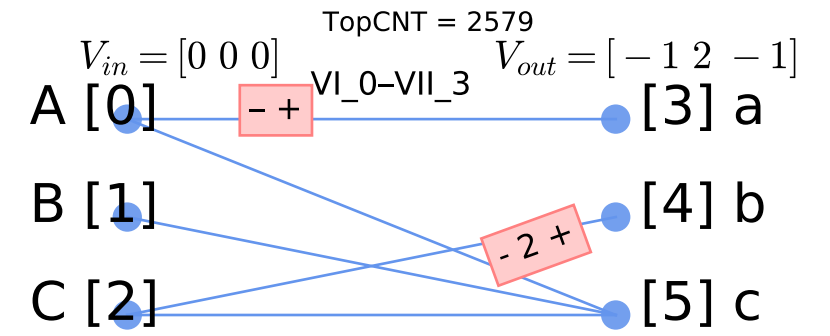 TopCNT = 2579
V_in = [0 0 0]
V_out = [ − 1 2 − 1]
VI_0–VII_3
A [0]
− +
[3] a
B [1]
[4] b
- 2 +
C [2]
[5] c